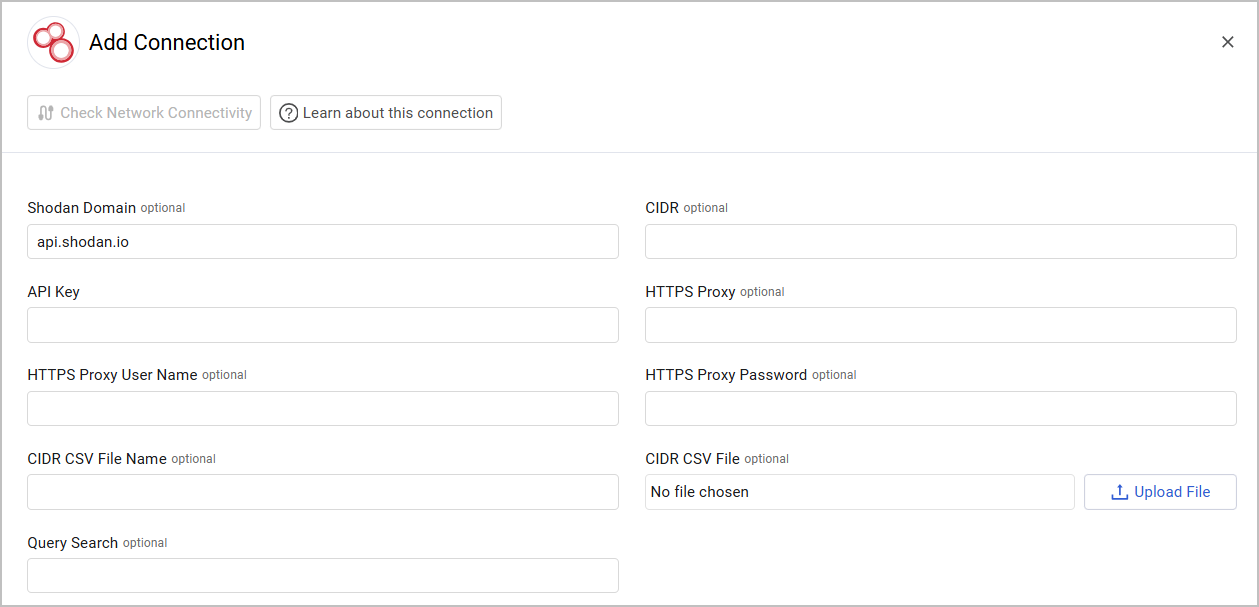 Add Connection
Check Network Connectivity
Learn about this connection
Shodan Domain optional
api.shodan.io
CIDR optional
API Key
HTTPS Proxy optional
HTTPS Proxy User Name optional
HTTPS Proxy Password optional
CIDR CSV File Name optional
CIDR CSV File optional
No file chosen
Upload File
Query Search optional